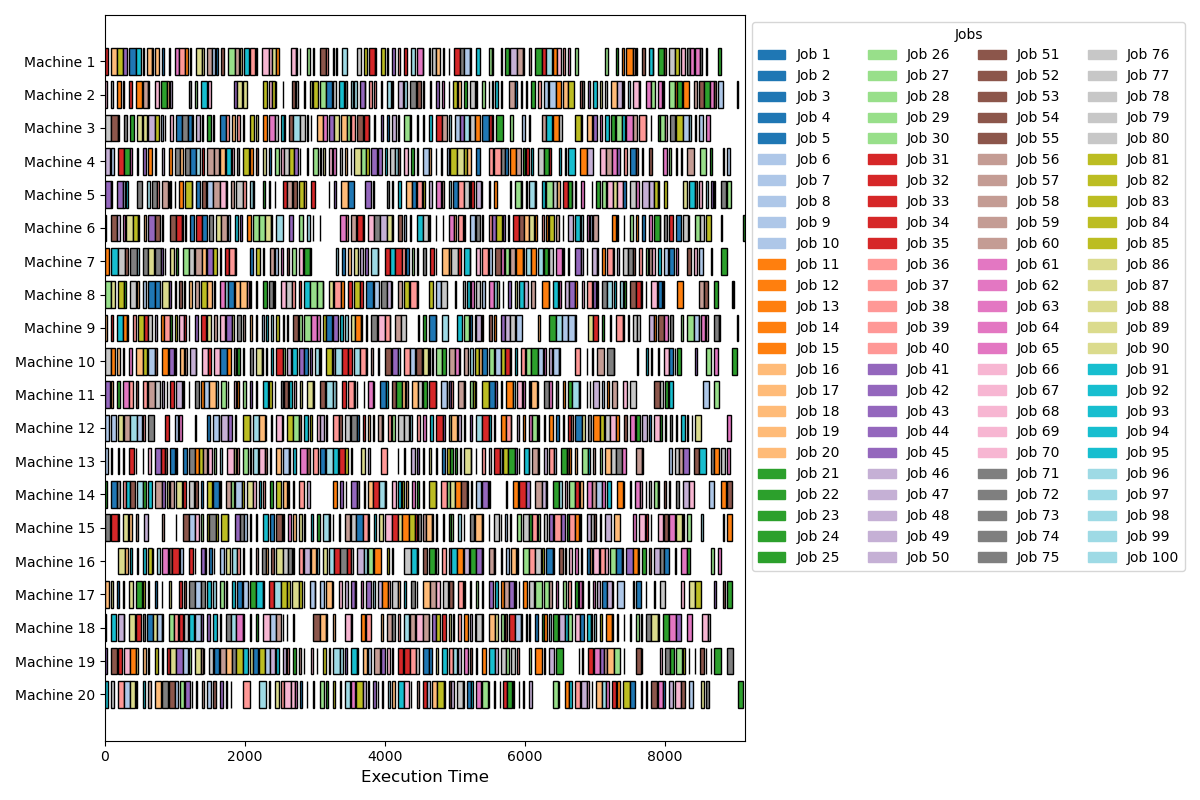 Jobs
Machine 1
Machine 2
Machine 3
Machine 4
Machine 5
Machine 6
Machine 7
Machine 8
Machine 9
Machine 10
Machine 11
Machine 12
Machine 13
Machine 14
Machine 15
Machine 16
Machine 17
Machine 18
Machine 19
Machine 20
0 2000 4000 6000 8000
Execution Time
Job 1 Job 26 Job 51 Job 76
Job 2 Job 27 Job 52 Job 77
Job 3 Job 28 Job 53 Job 78
Job 4 Job 29 Job 54 Job 79
Job 5 Job 30 Job 55 Job 80
Job 6 Job 31 Job 56 Job 81
Job 7 Job 32 Job 57 Job 82
Job 8 Job 33 Job 58 Job 83
Job 9 Job 34 Job 59 Job 84
Job 10 Job 35 Job 60 Job 85
Job 11 Job 36 Job 61 Job 86
Job 12 Job 37 Job 62 Job 87
Job 13 Job 38 Job 63 Job 88
Job 14 Job 39 Job 64 Job 89
Job 15 Job 40 Job 65 Job 90
Job 16 Job 41 Job 66 Job 91
Job 17 Job 42 Job 67 Job 92
Job 18 Job 43 Job 68 Job 93
Job 19 Job 44 Job 69 Job 94
Job 20 Job 45 Job 70 Job 95
Job 21 Job 46 Job 71 Job 96
Job 22 Job 47 Job 72 Job 97
Job 23 Job 48 Job 73 Job 98
Job 24 Job 49 Job 74 Job 99
Job 25 Job 50 Job 75 Job 100